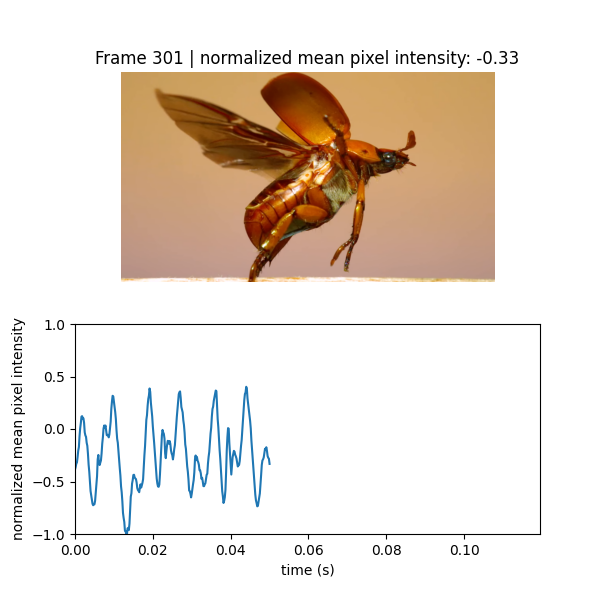 Frame 301 | normalized mean pixel intensity: -0.33
normalized mean pixel intensity
1.0
0.5
0.0
−0.5
−1.0
0.00 0.02 0.04 0.06 0.08 0.10
time (s)